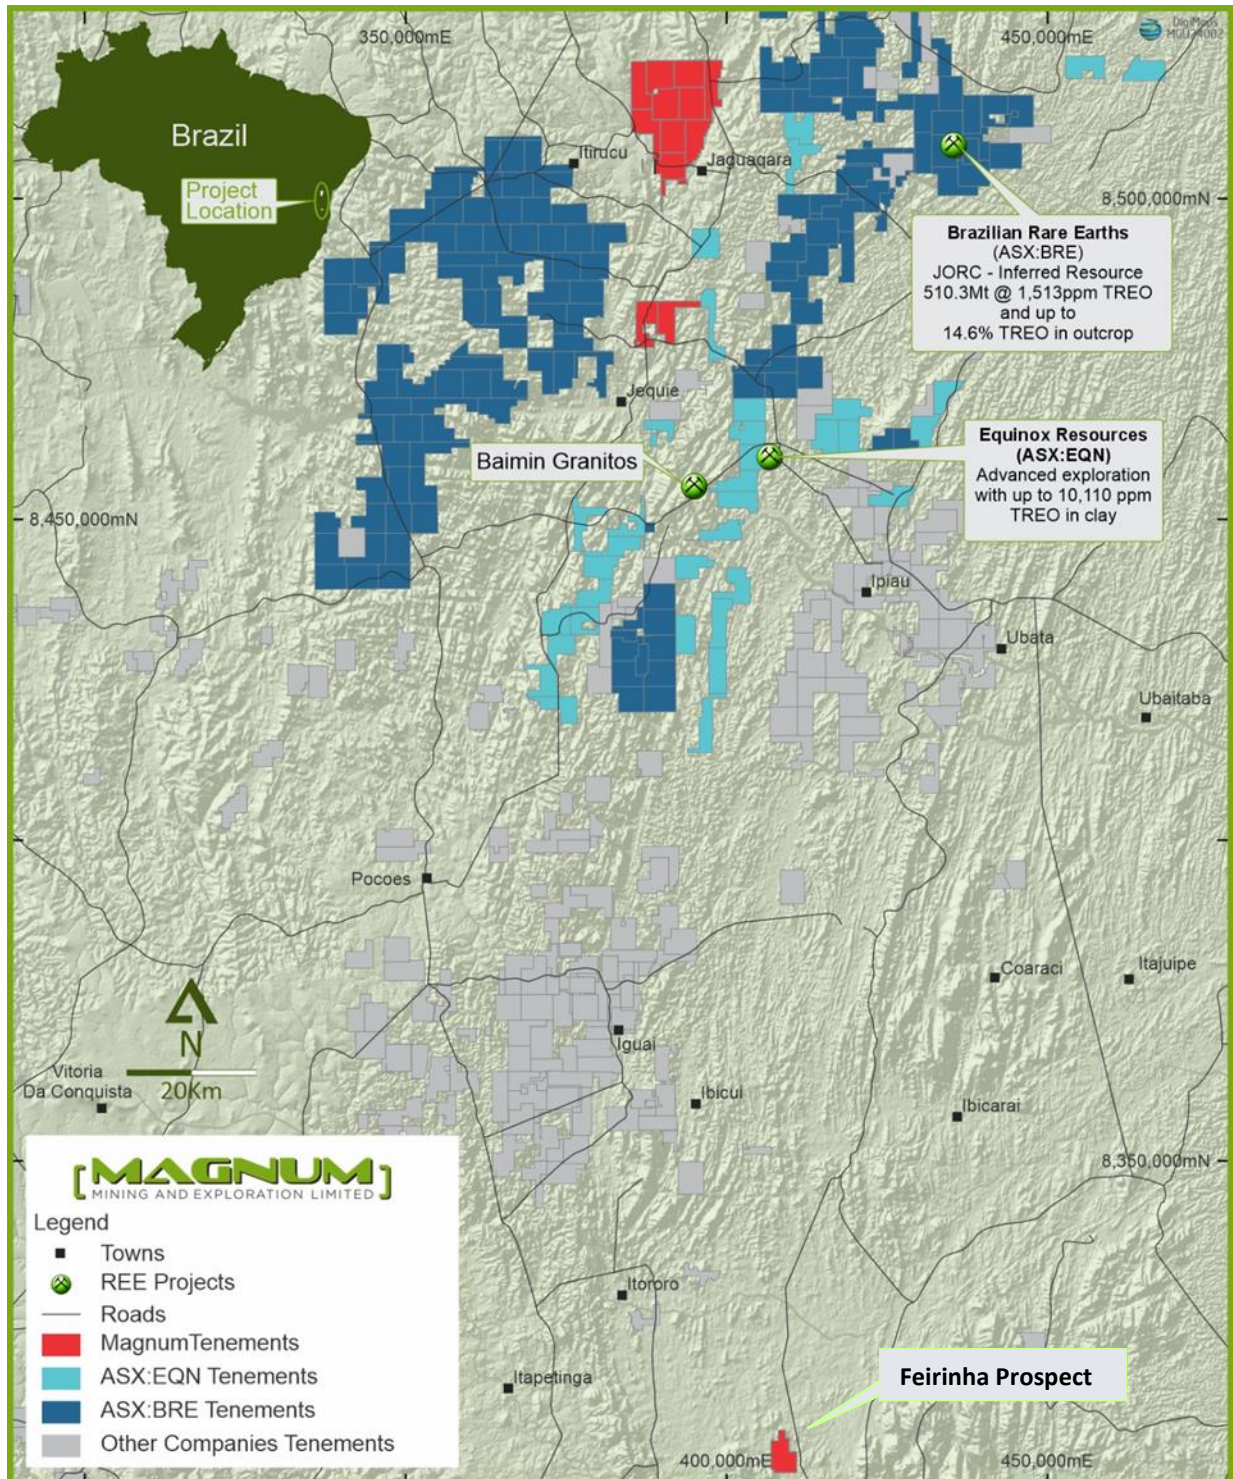 350,000mE
450,000mE
DigiMaps
MGU24002
Brazil
Project
Location
Itirucu
Jaguaqara
8,500,000mN
Brazilian Rare Earths
(ASX:BRE)
JORC - Inferred Resource
510.3Mt @ 1,513ppm TREO
and up to
14.6% TREO in outcrop
Jequie
Baimin Granitos
Equinox Resources
(ASX:EQN)
Advanced exploration
with up to 10,110 ppm
TREO in clay
8,450,000mN
Ipiau
Ubata
Ubaitaba
Pocoes
Coaraci
Itajuipe
N
20Km
Iguai
Vitoria
Da Conquista
Ibicui
Ibicarai
8,350,000mN
[MAGNUM]
MINING AND EXPLORATION LIMITED
Legend
Towns
REE Projects
Roads
MagnumTenements
ASX:EQN Tenements
ASX:BRE Tenements
Other Companies Tenements
Itororo
Itapetinga
Feirinha Prospect
400,000mE
450,000mE